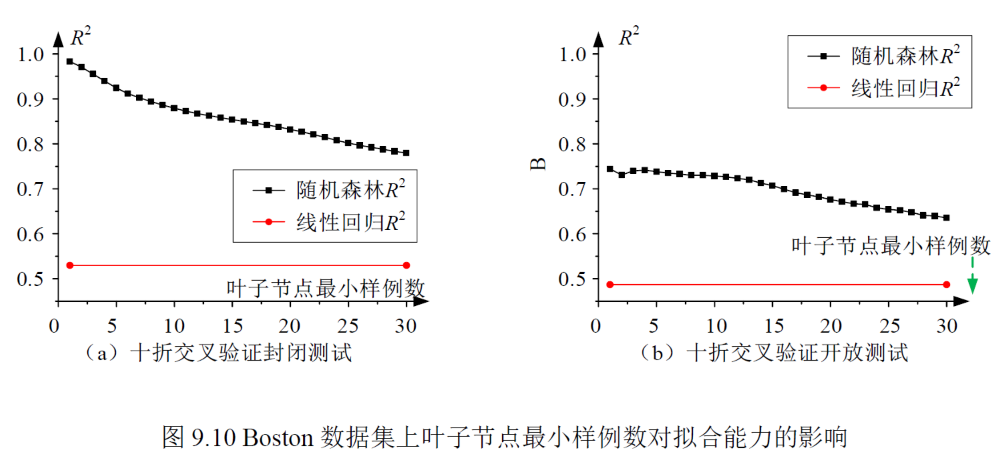 R²
1.0
0.9
0.8
0.7
0.6
0.5
随机森林R²
线性回归R²
叶子节点最小样例数
0 5 10 15 20 25 30
（a）十折交叉验证封闭测试
R²
B
1.0
0.9
0.8
0.7
0.6
0.5
随机森林R²
线性回归R²
叶子节点最小样例数
0 5 10 15 20 25 30
（b）十折交叉验证开放测试
图 9.10 Boston 数据集上叶子节点最小样例数对拟合能力的影响